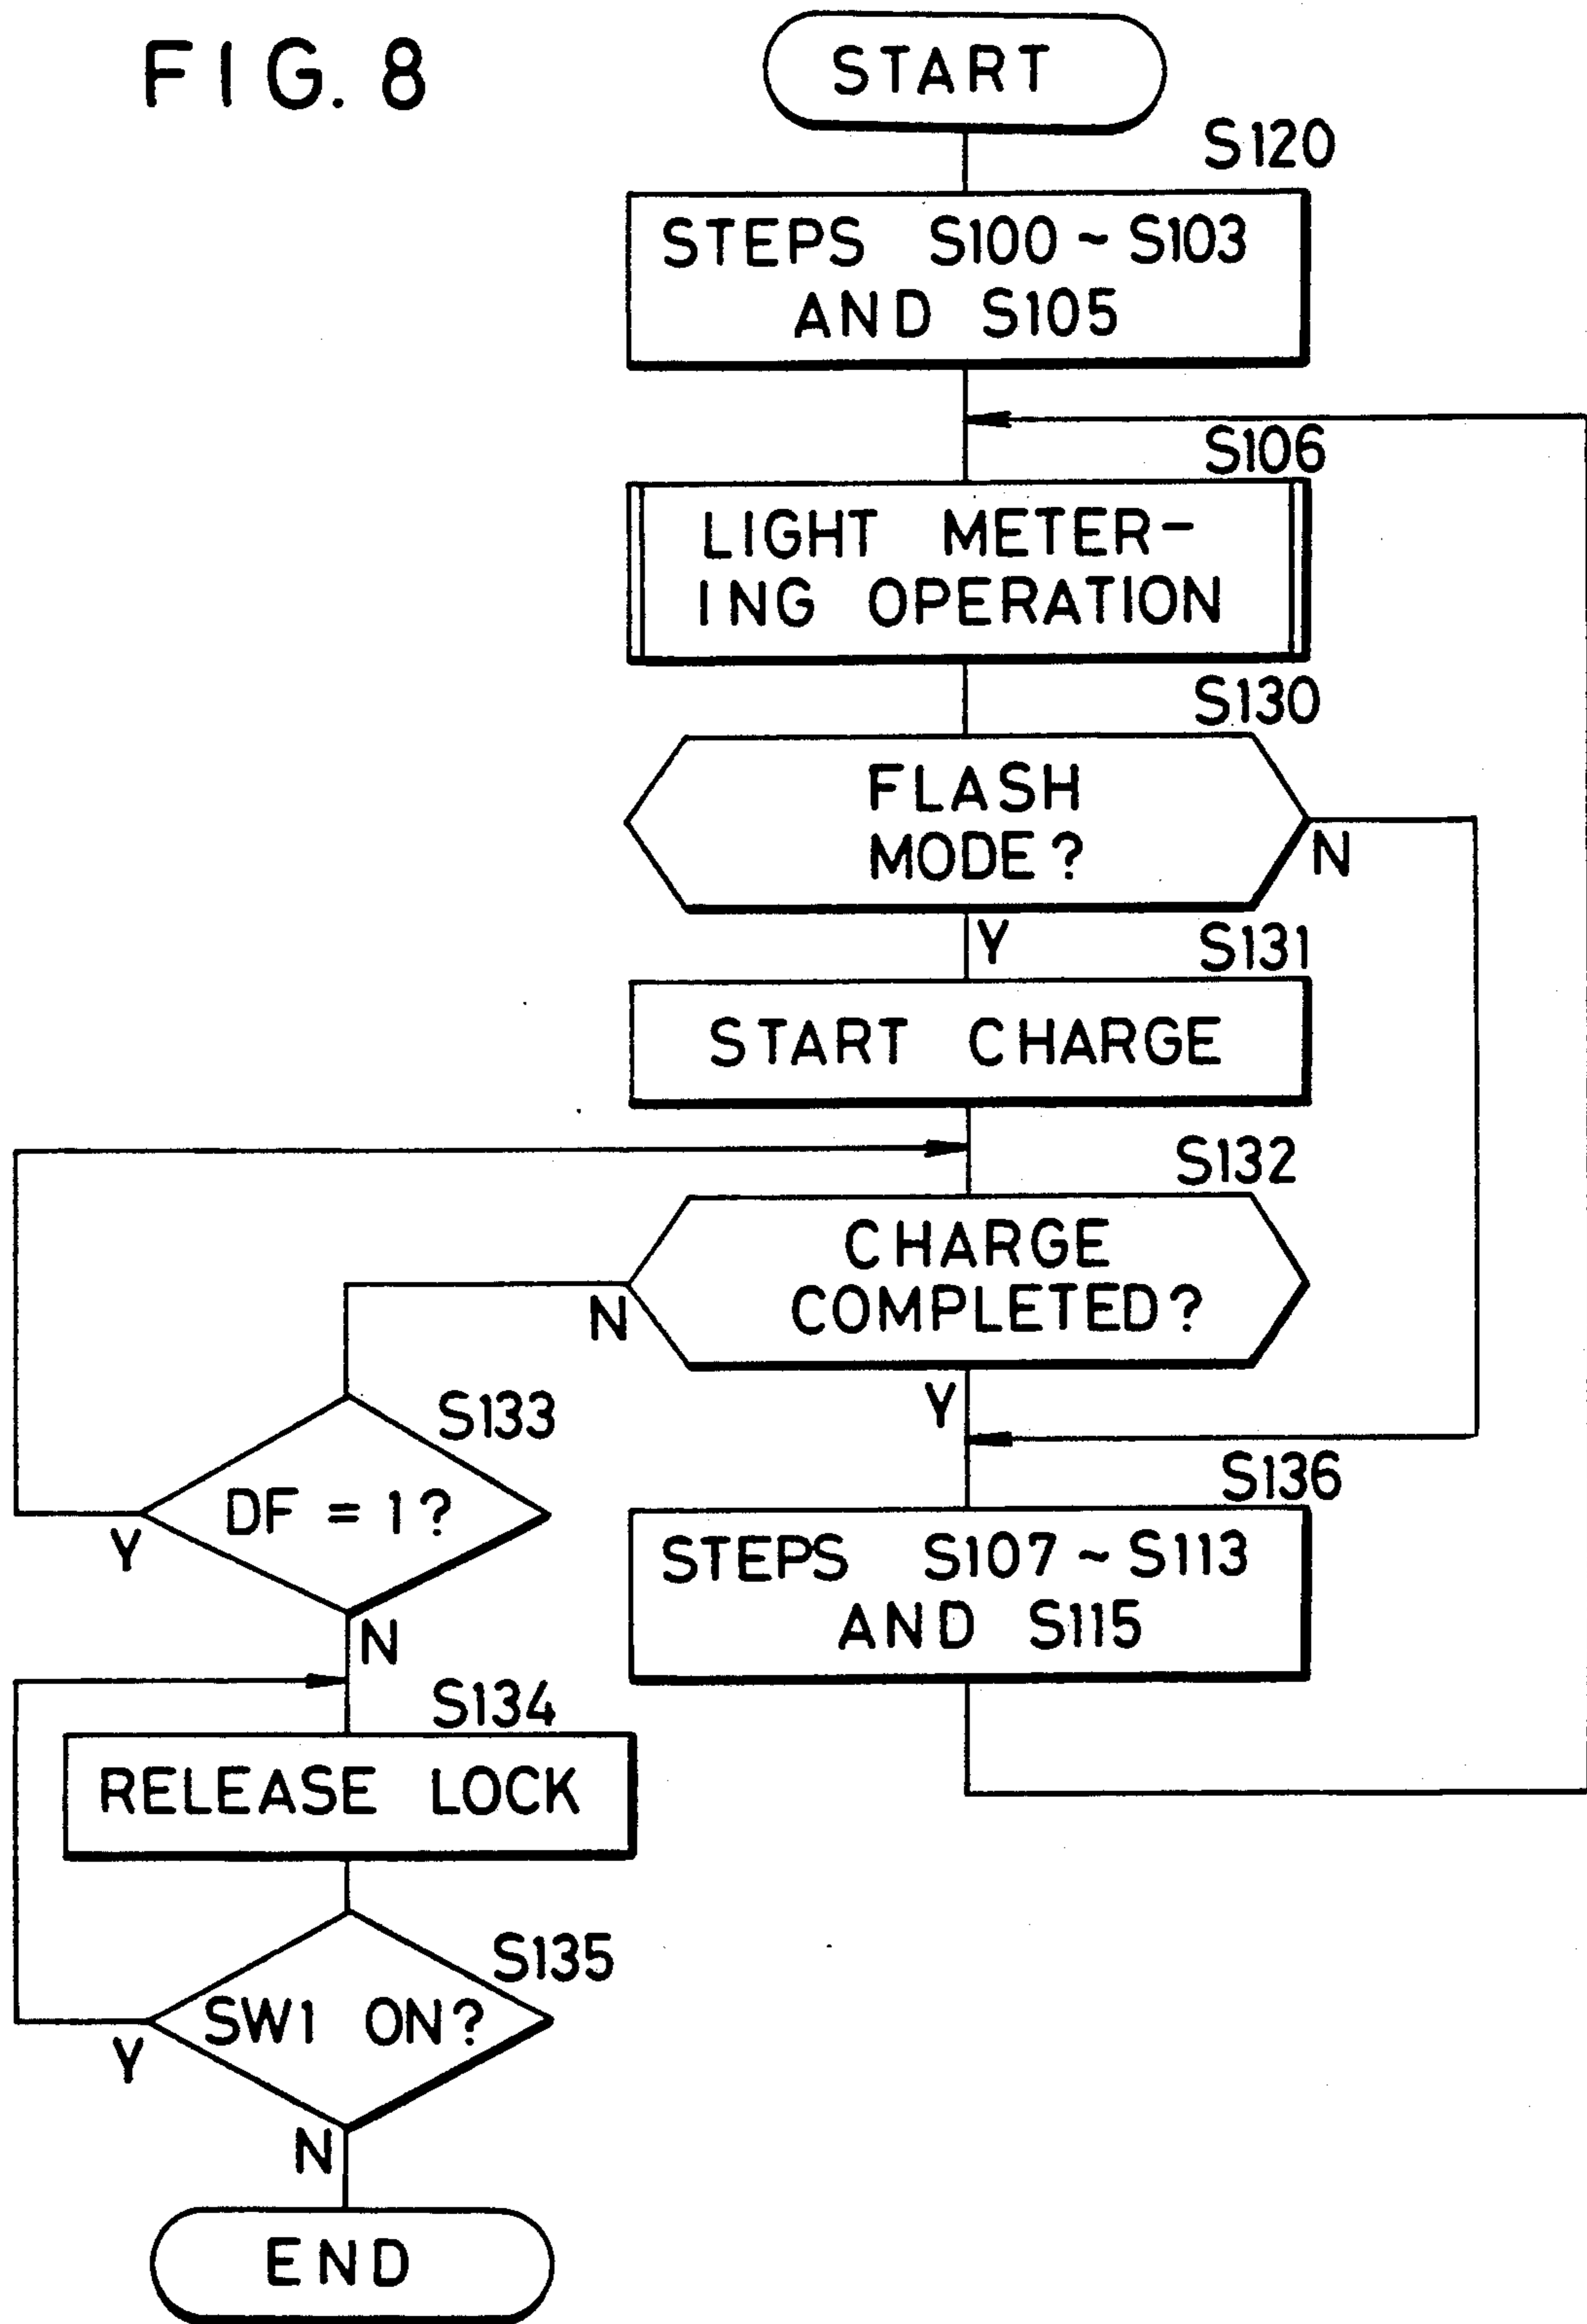 FIG. 8
START
S120
STEPS S100 ~ S103
AND S105
S106
LIGHT METER-
ING OPERATION
S130
FLASH
MODE?
N
Y
S131
START CHARGE
S132
CHARGE
COMPLETED?
N
Y
S133
DF = 1?
Y
N
S136
STEPS S107 ~ S113
AND S115
S134
RELEASE LOCK
S135
SW1 ON?
Y
N
END